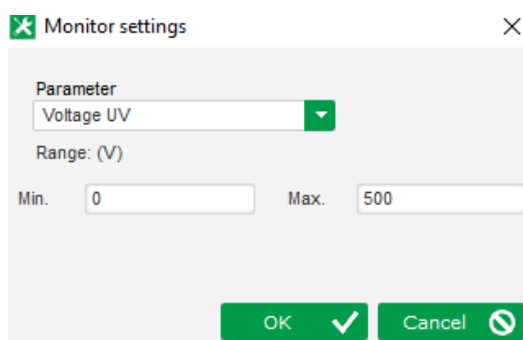 Monitor settings
Parameter
Voltage UV
Range: (V)
Min. 0 Max. 500
OK Cancel